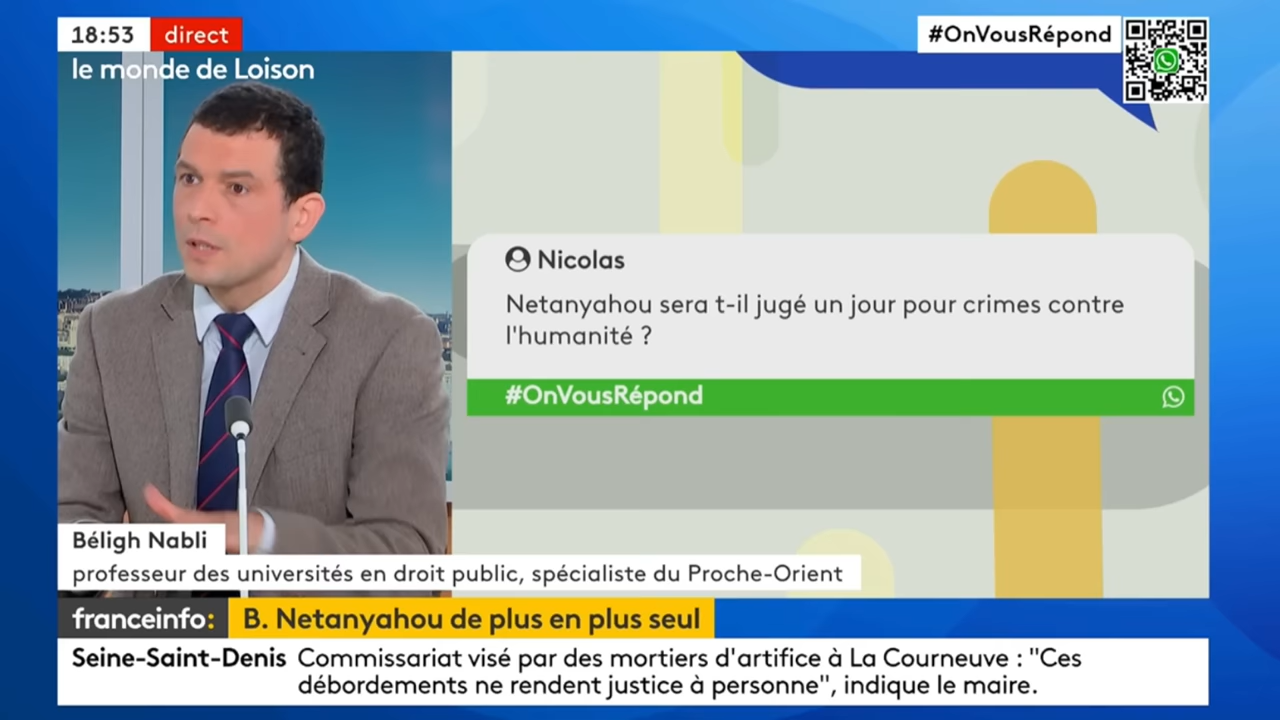 18:53 direct
#OnVousRépond
le monde de Loison
Nicolas
Netanyahou sera t-il jugé un jour pour crimes contre
l'humanité ?
#OnVousRépond
Béligh Nabli
professeur des universités en droit public, spécialiste du Proche-Orient
franceinfo: B. Netanyahou de plus en plus seul
Seine-Saint-Denis Commissariat visé par des mortiers d'artifice à La Courneuve : "Ces
débordements ne rendent justice à personne", indique le maire.